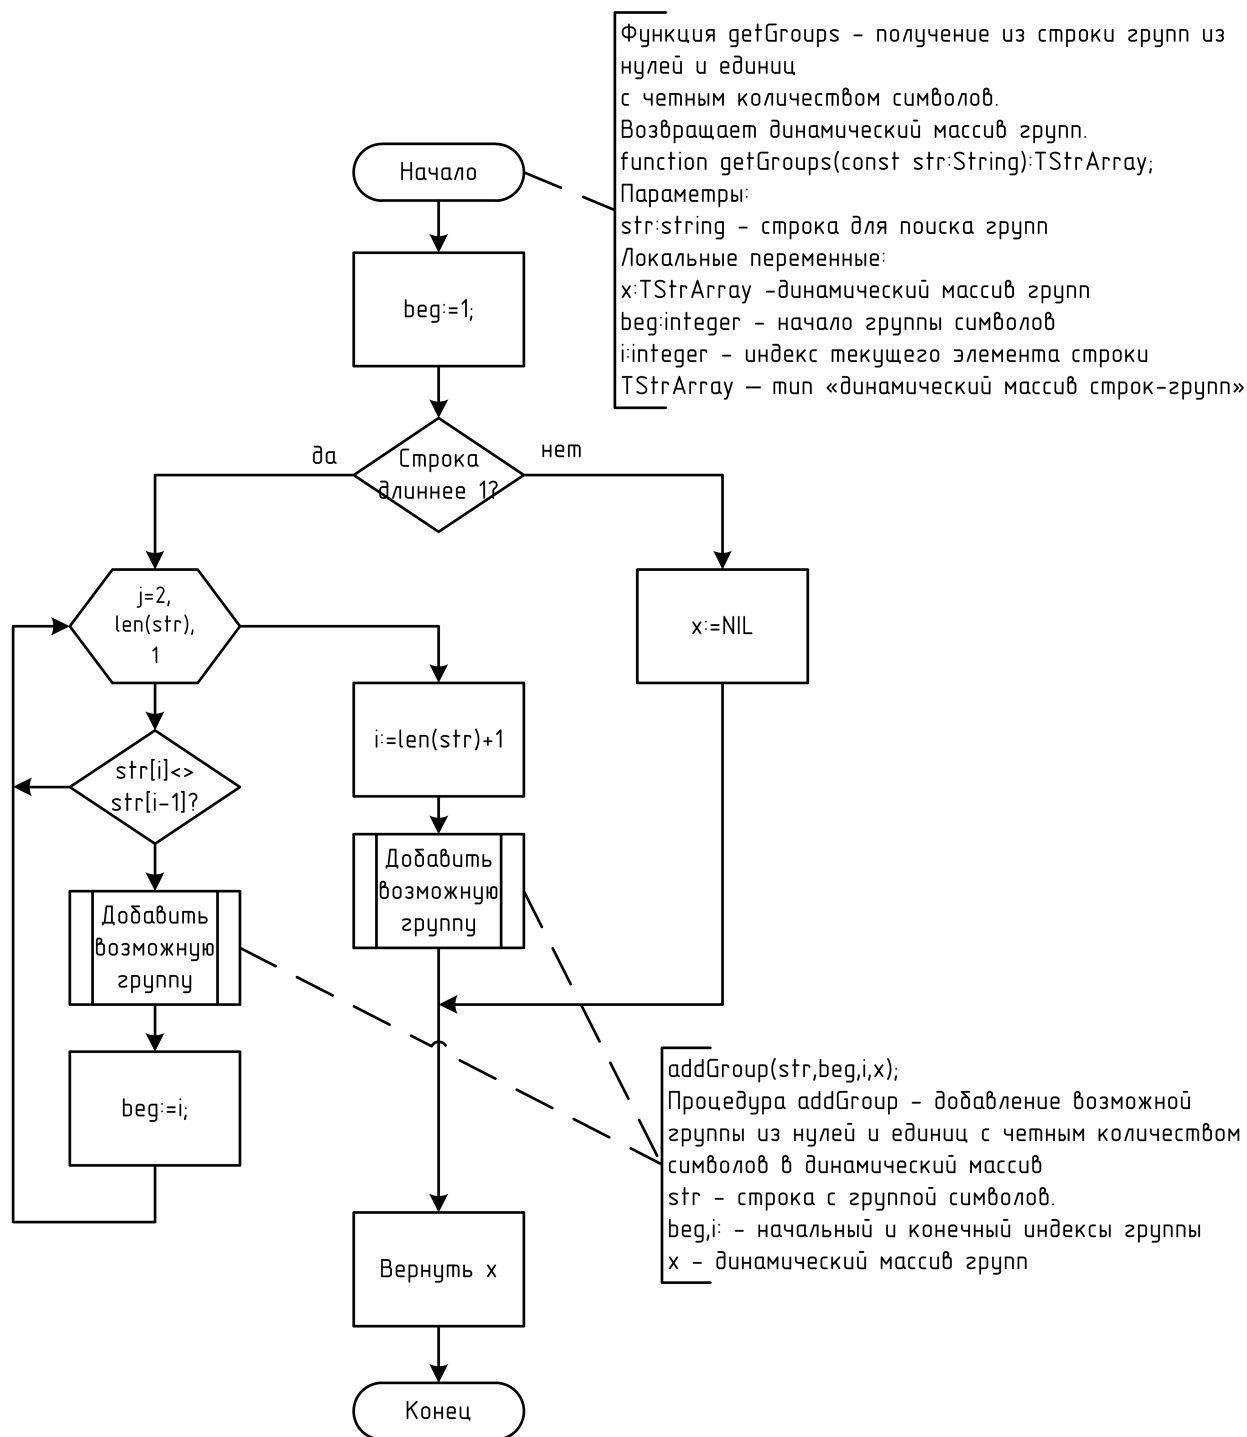 Функция getGroups - получение из строки групп из
нулей и единиц
с четным количеством символов.
Возвращает динамический массив групп.
function getGroups(const str:String):TStrArray;
Параметры:
str:string - строка для поиска групп
Локальные переменные:
x:TStrArray -динамический массив групп
beg:integer - начало группы символов
i:integer - индекс текущего элемента строки
TStrArray — тип «динамический массив строк-групп»
Начало
beg:=1;
Строка
длиннее 1?
да
нет
j=2,
len(str),
1
x:=NIL
str[i]<>
str[i-1]?
i:=len(str)+1
Добавить
возможную
группу
Добавить
возможную
группу
beg:=i;
addGroup(str,beg,i,x);
Процедура addGroup - добавление возможной
группы из нулей и единиц с четным количеством
символов в динамический массив
str - строка с группой символов.
beg,i: - начальный и конечный индексы группы
x - динамический массив групп
Вернуть x
Конец